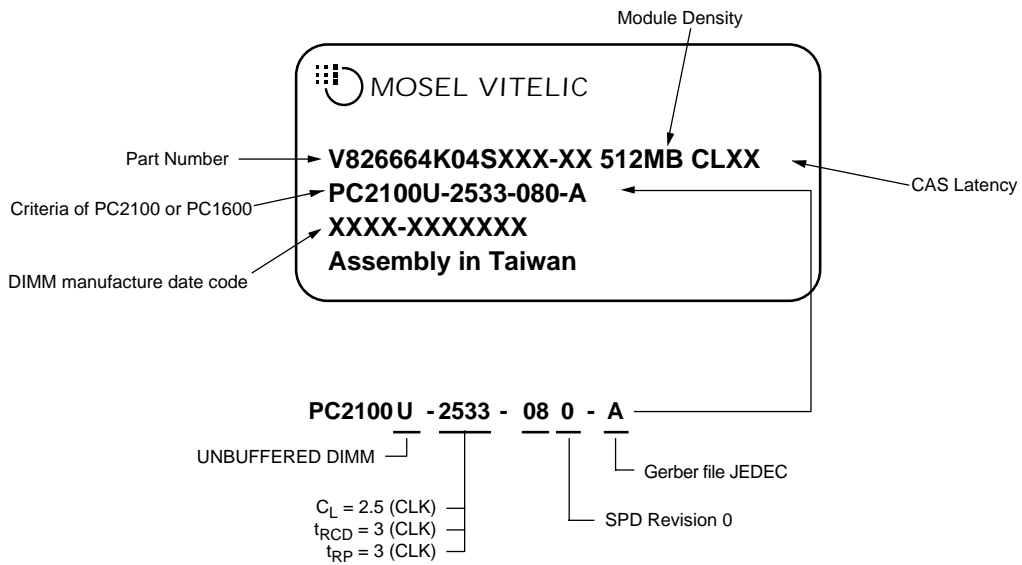 Module Density
MOSEL VITELIC
Part Number
V826664K04SXXX-XX 512MB CLXX
CAS Latency
Criteria of PC2100 or PC1600
PC2100U-2533-080-A
XXXX-XXXXXXX
DIMM manufacture date code
Assembly in Taiwan
PC2100 U - 2533 - 08 0 - A
UNBUFFERED DIMM
Gerber file JEDEC
CL = 2.5 (CLK)
SPD Revision 0
tRCD = 3 (CLK)
tRP = 3 (CLK)